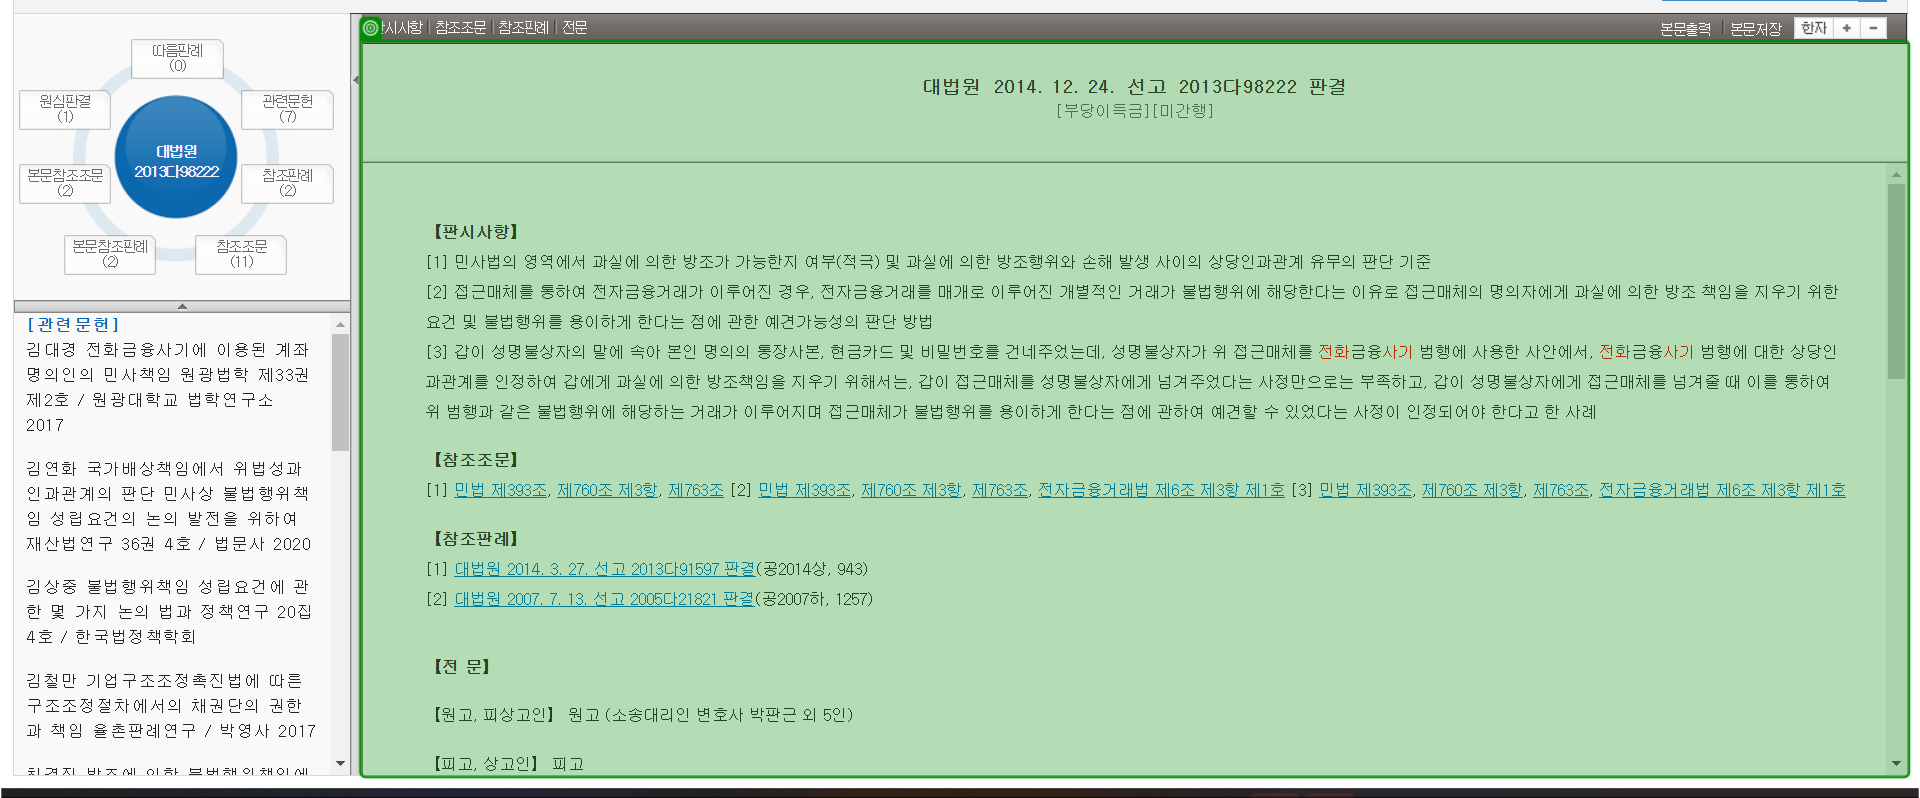 판시사항 | 참조조문 | 참조판례 | 전문
본문출력 | 본문저장 한자 + -
따름판례
(0)
원심판결
(1)
관련문헌
(7)
대법원
2013다98222
본문참조조문
(2)
참조판례
(2)
본문참조판례
(2)
참조조문
(11)
[관련문헌]
김대경 전화금융사기에 이용된 계좌
명의인의 민사책임 원광법학 제33권
제2호 / 원광대학교 법학연구소
2017
김연화 국가배상책임에서 위법성과
인과관계의 판단 민사상 불법행위책
임 성립요건의 논의 발전을 위하여
재산법연구 36권 4호 / 법문사 2020
김상중 불법행위책임 성립요건에 관
한 몇 가지 논의 법과 정책연구 20집
4호 / 한국법정책학회
김철만 기업구조조정촉진법에 따른
구조조정절차에서의 채권단의 권한
과 책임 율촌판례연구 / 박영사 2017
대법원 2014. 12. 24. 선고 2013다98222 판결
[부당이득금][미간행]
【판시사항】
[1] 민사법의 영역에서 과실에 의한 방조가 가능한지 여부(적극) 및 과실에 의한 방조행위와 손해 발생 사이의 상당인과관계 유무의 판단 기준
[2] 접근매체를 통하여 전자금융거래가 이루어진 경우, 전자금융거래를 매개로 이루어진 개별적인 거래가 불법행위에 해당한다는 이유로 접근매체의 명의자에게 과실에 의한 방조 책임을 지우기 위한
요건 및 불법행위를 용이하게 한다는 점에 관한 예견가능성의 판단 방법
[3] 갑이 성명불상자의 말에 속아 본인 명의의 통장사본, 현금카드 및 비밀번호를 건네주었는데, 성명불상자가 위 접근매체를 전화금융사기 범행에 사용한 사안에서, 전화금융사기 범행에 대한 상당인
과관계를 인정하여 갑에게 과실에 의한 방조책임을 지우기 위해서는, 갑이 접근매체를 성명불상자에게 넘겨주었다는 사정만으로는 부족하고, 갑이 성명불상자에게 접근매체를 넘겨줄 때 이를 통하여
위 범행과 같은 불법행위에 해당하는 거래가 이루어지며 접근매체가 불법행위를 용이하게 한다는 점에 관하여 예견할 수 있었다는 사정이 인정되어야 한다고 한 사례
【참조조문】
[1] 민법 제393조, 제760조 제3항, 제763조 [2] 민법 제393조, 제760조 제3항, 제763조, 전자금융거래법 제6조 제3항 제1호 [3] 민법 제393조, 제760조 제3항, 제763조, 전자금융거래법 제6조 제3항 제1호
【참조판례】
[1] 대법원 2014. 3. 27. 선고 2013다91597 판결(공2014상, 943)
[2] 대법원 2007. 7. 13. 선고 2005다21821 판결(공2007하, 1257)
【전 문】
【원고, 피상고인】 원고 (소송대리인 변호사 박판근 외 5인)
【피고, 상고인】 피고